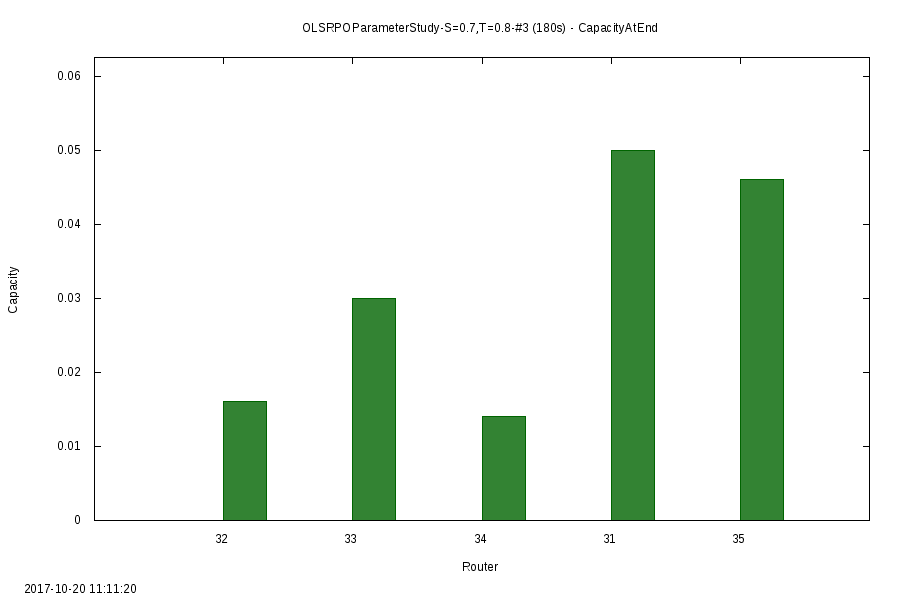 OLSRPOParameterStudy-S=0.7,T=0.8-#3 (180s) - CapacityAtEnd
0.06
0.05
0.04
0.03
0.02
0.01
0
Capacity
32 33 34 31 35
Router
2017-10-20 11:11:20